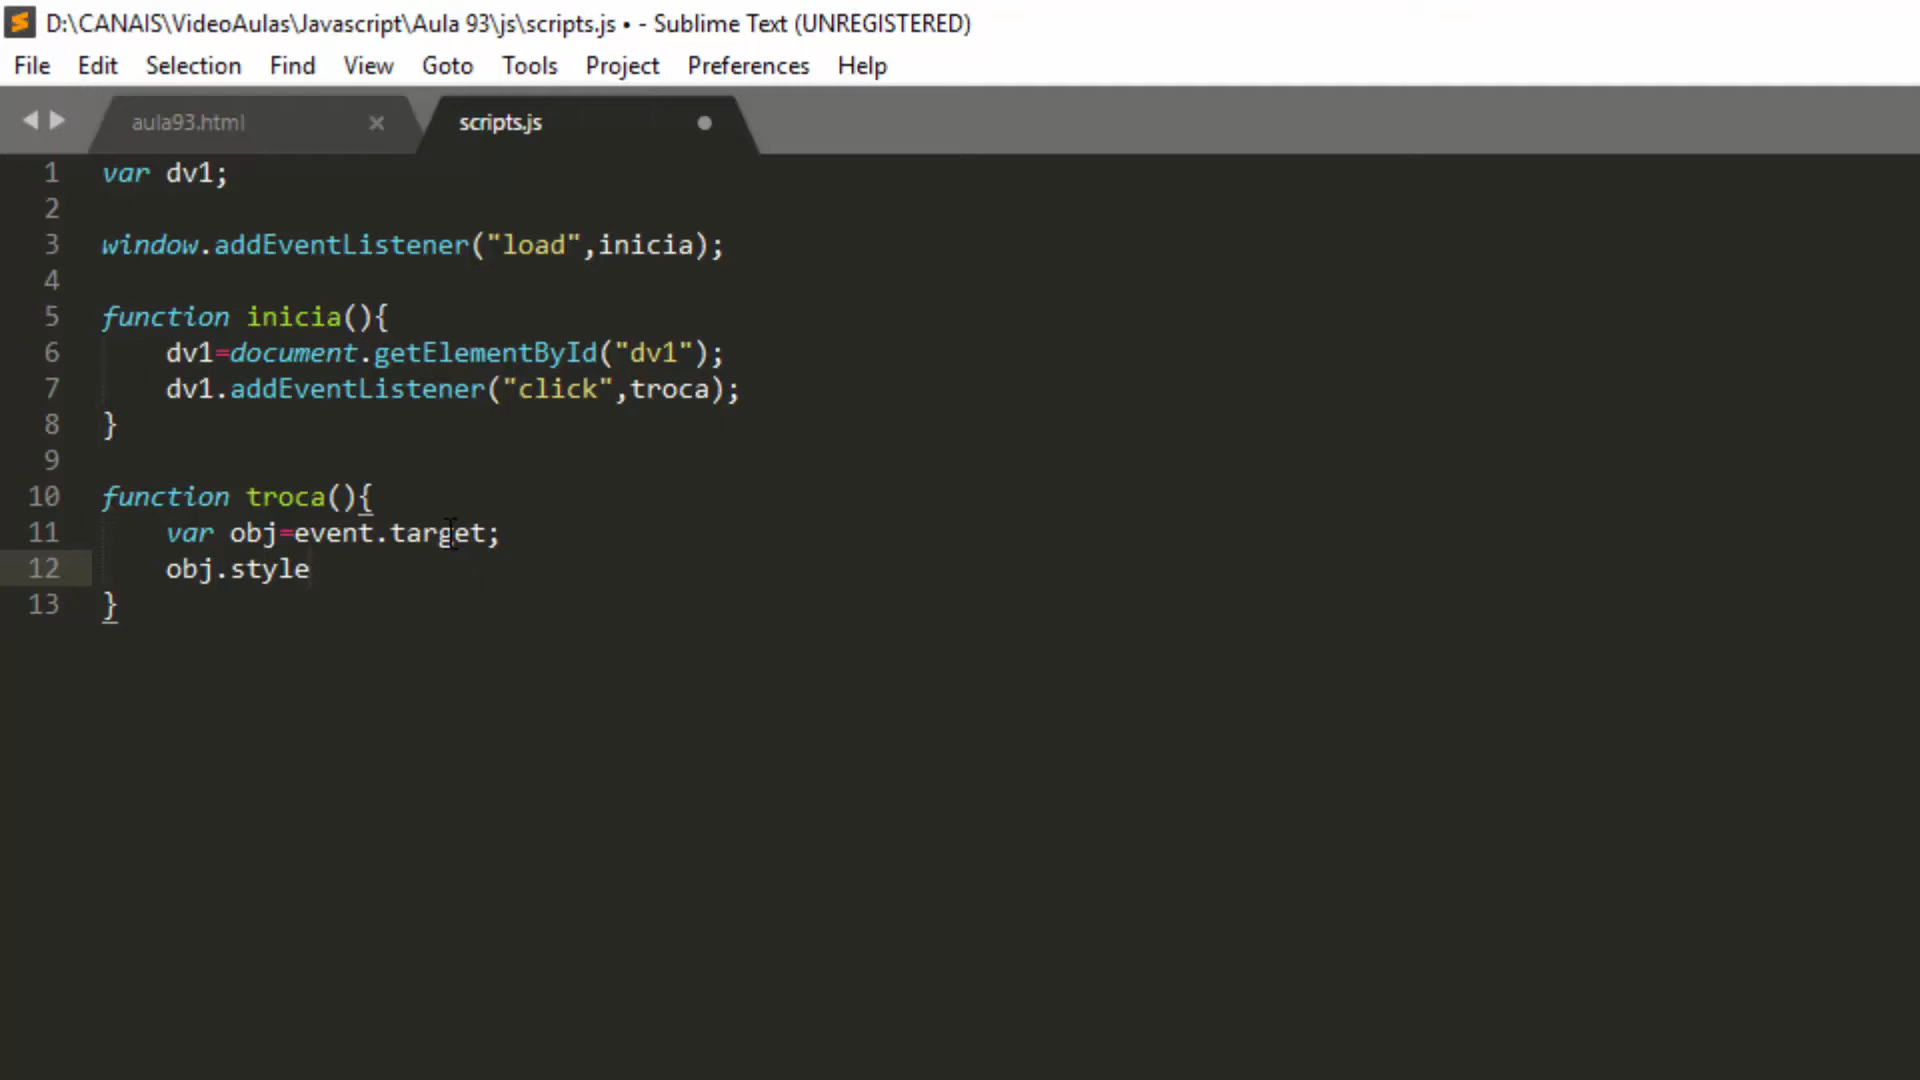 D:\CANAIS\VideoAulas\Javascript\Aula 93\js\scripts.js • - Sublime Text (UNREGISTERED)
File Edit Selection Find View Goto Tools Project Preferences Help
aula93.html × scripts.js
1 var dv1;
2
3 window.addEventListener("load",inicia);
4
5 function inicia(){
6 dv1=document.getElementById("dv1");
7 dv1.addEventListener("click",troca);
8 }
9
10 function troca(){
11 var obj=event.target;
12 obj.style
13 }